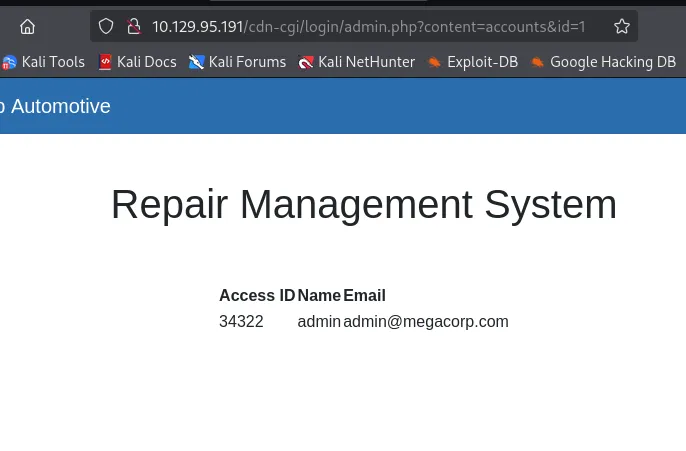 10.129.95.191/cdn-cgi/login/admin.php?content=accounts&id=1
Kali Tools Kali Docs Kali Forums Kali NetHunter Exploit-DB Google Hacking DB
Automotive
Repair Management System
Access ID Name Email
34322 admin admin@megacorp.com